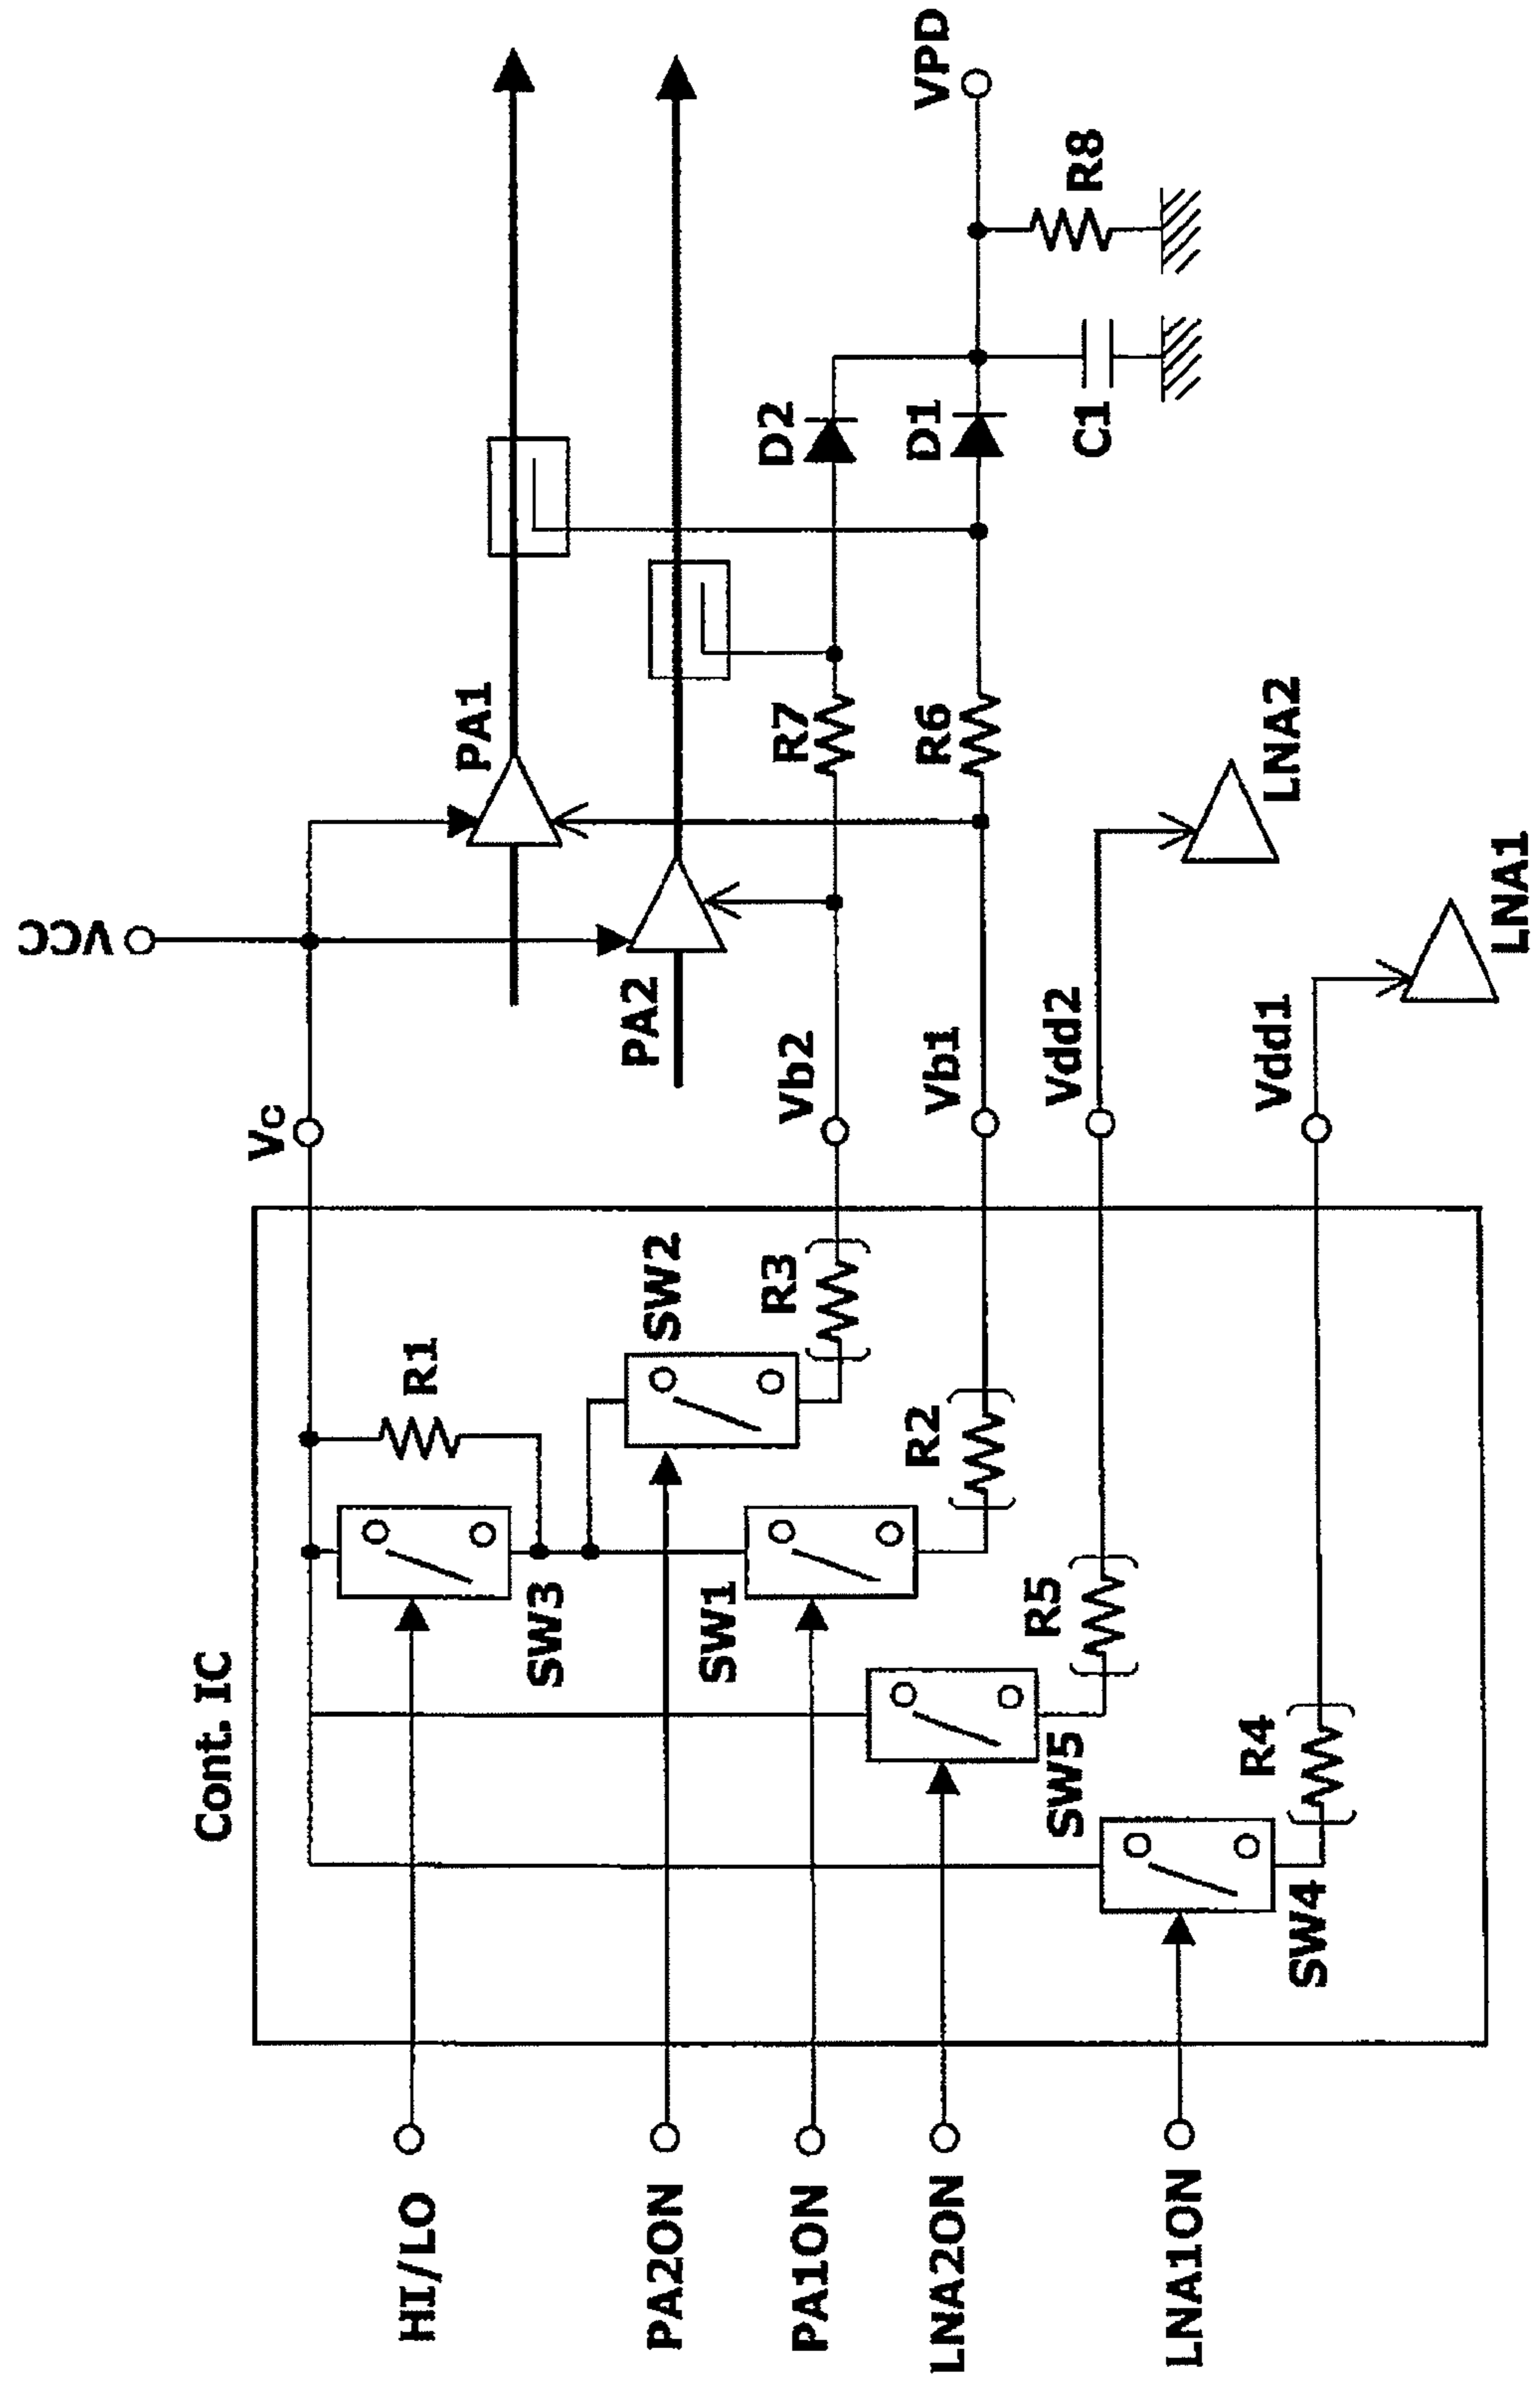 VCC
Vc
Cont. IC
HI/LO
PA2ON
PA1ON
LNA2ON
LNA1ON
SW3
R1
SW2
SW1
SW5
SW4
R3
R2
R5
R4
Vb2
Vb1
Vdd2
Vdd1
PA1
PA2
R7
R6
D2
D1
C1
R8
VPD
LNA2
LNA1